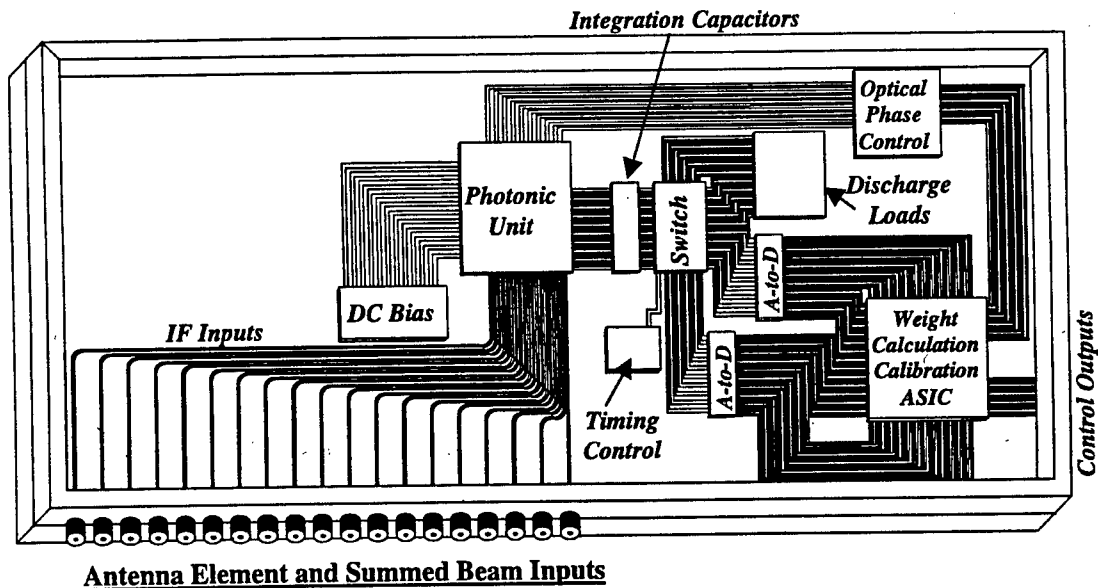 Integration Capacitors
Optical
Phase
Control
Photonic
Unit
Switch
Discharge
Loads
A-to-D
DC Bias
IF Inputs
A-to-D
Weight
Calculation
Calibration
ASIC
Timing
Control
Control Outputs
Antenna Element and Summed Beam Inputs